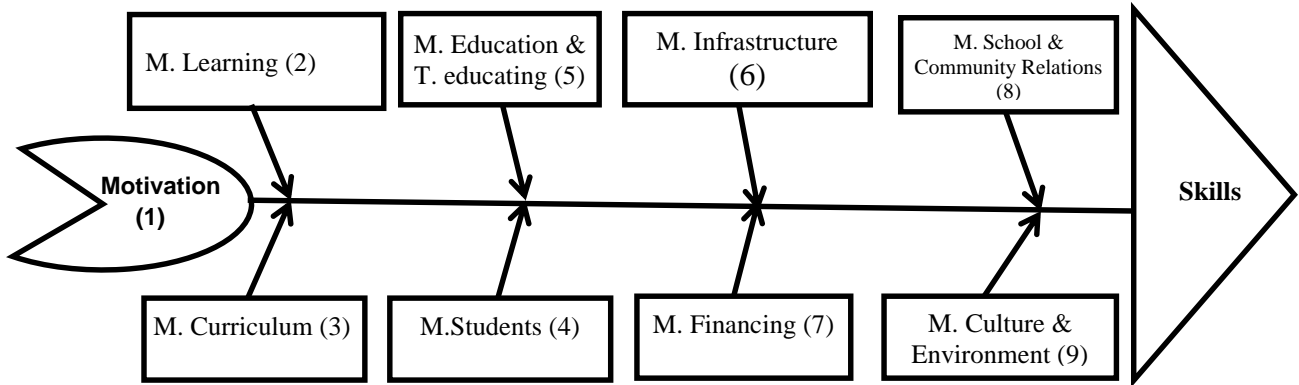 M. Learning (2)
M. Education &
T. educating (5)
M. Infrastructure
(6)
M. School &
Community Relations
(8)
Motivation
(1)
Skills
M. Curriculum (3)
M.Students (4)
M. Financing (7)
M. Culture &
Environment (9)